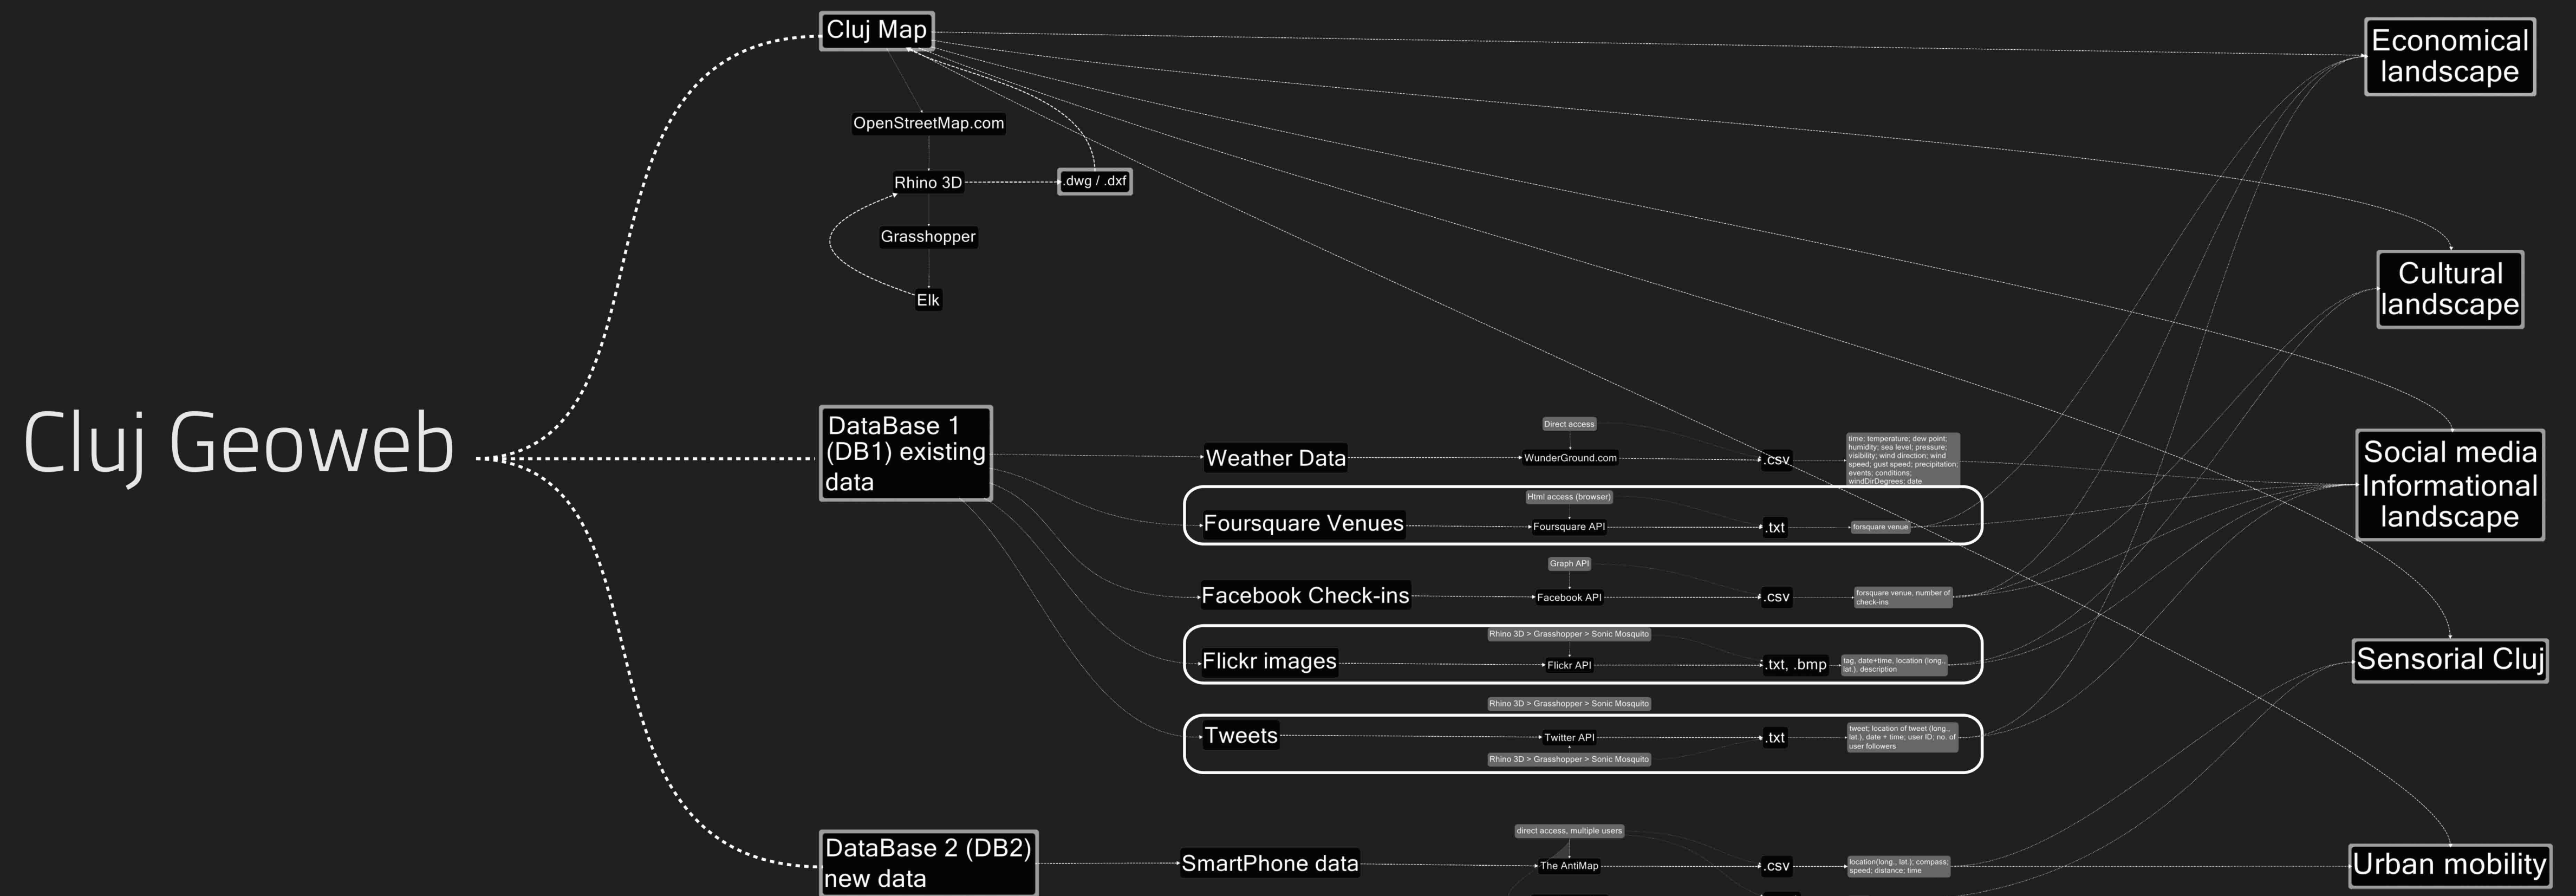 Cluj Geoweb
Cluj Map
OpenStreetMap.com
Rhino 3D
.dwg / .dxf
Grasshopper
Elk
DataBase 1
(DB1) existing
data
Weather Data
Direct access
WunderGround.com
.csv
time; temperature; dew point;
humidity; sea level; pressure;
visibility; wind direction; wind
speed; gust speed; precipitation;
events; conditions;
windDirDegrees; date
Foursquare Venues
Html access (browser)
Foursquare API
.txt
forsquare venue
Facebook Check-ins
Graph API
Facebook API
.csv
forsquare venue, number of
check-ins
Flickr images
Rhino 3D > Grasshopper > Sonic Mosquito
Flickr API
.txt, .bmp
tag, date+time, location (long.,
lat.), description
Rhino 3D > Grasshopper > Sonic Mosquito
Tweets
Twitter API
.txt
tweet; location of tweet (long.,
lat.), date + time; user ID; no. of
user followers
Rhino 3D > Grasshopper > Sonic Mosquito
DataBase 2 (DB2)
new data
SmartPhone data
direct access, multiple users
The AntiMap
.csv
location(long., lat.); compass;
speed; distance; time
Economical
landscape
Cultural
landscape
Social media
Informational
landscape
Sensorial Cluj
Urban mobility